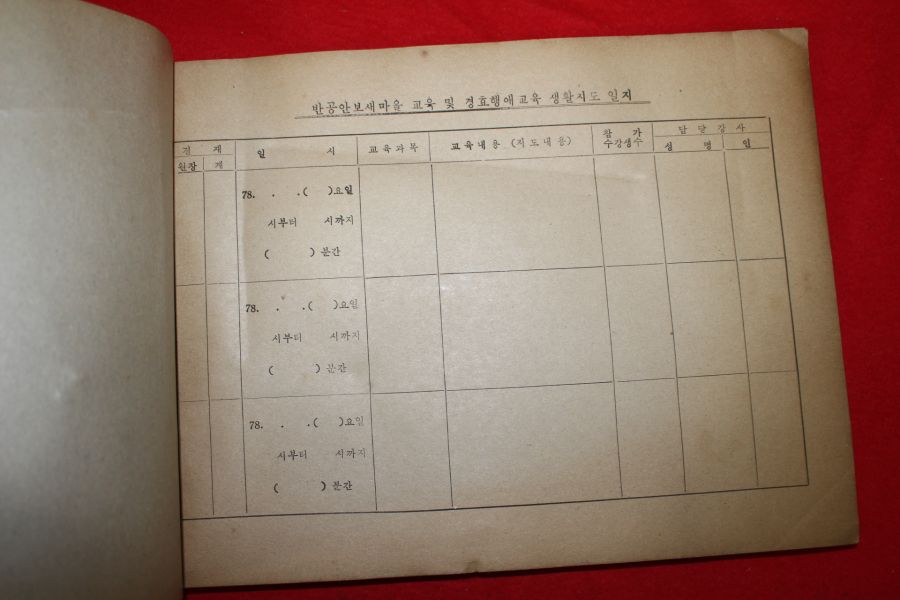 반공안보새마을 교육 및 경효행애교육 생활지도 일지
결 재 일 시 교육과목 교육내용 (지도내용) 참 가 수강생수 담 당 강 사
원장 계 성 명 인
78. . .( )요일
시부터 시까지
( ) 분간
78. . .( )요일
시부터 시까지
( ) 분간
78. . .( )요일
시부터 시까지
( ) 분간